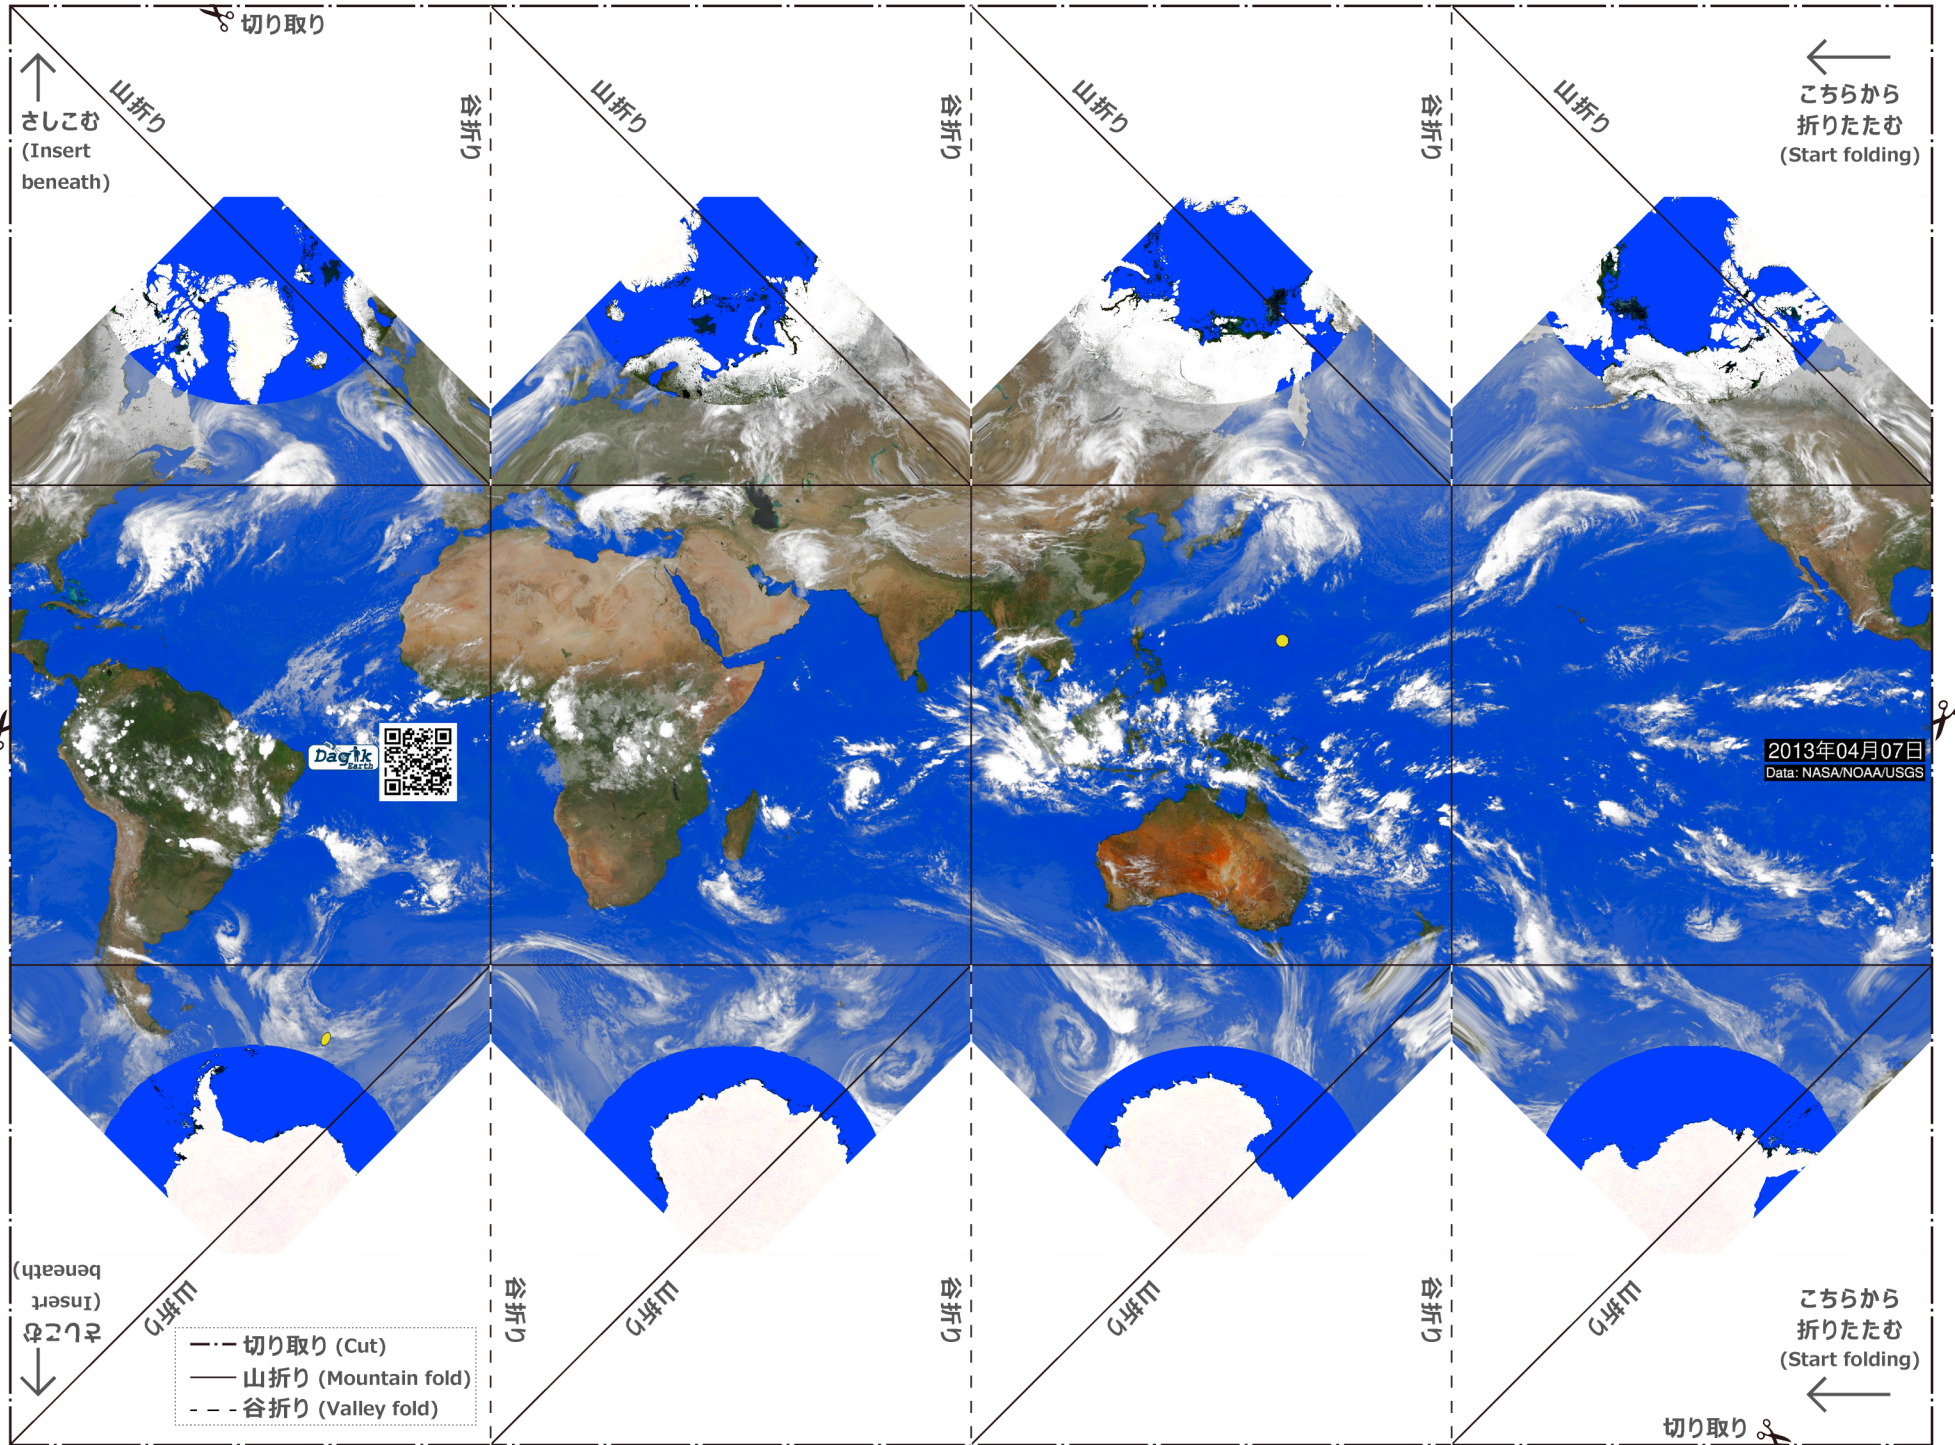 切り取り
さしこむ
(Insert
beneath)
山折り
谷折り
山折り
谷折り
山折り
谷折り
山折り
こちらから
折りたたむ
(Start folding)
Dagik
Earth
2013年04月07日
Data: NASA/NOAA/USGS
さしこむ
(Insert
beneath)
山折り
谷折り
山折り
谷折り
山折り
谷折り
山折り
こちらから
折りたたむ
(Start folding)
切り取り (Cut)
山折り (Mountain fold)
谷折り (Valley fold)
切り取り